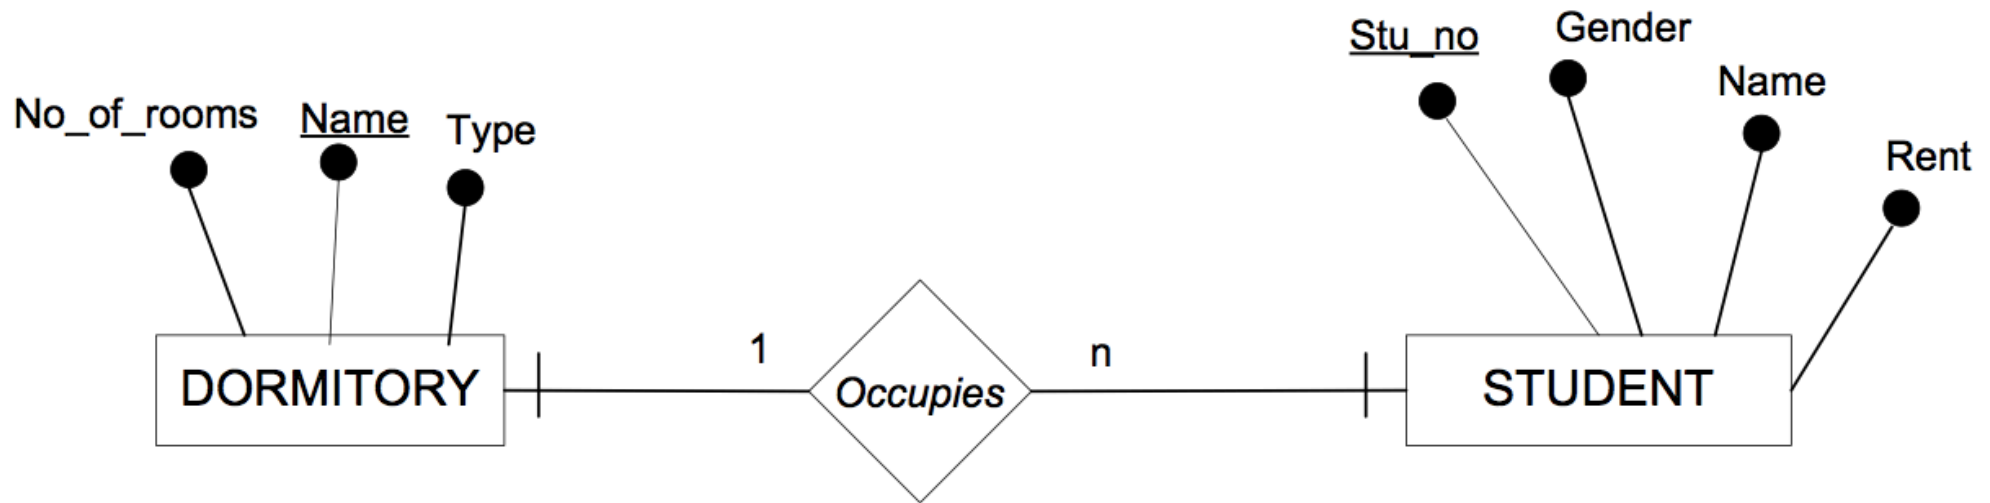 Stu_no
Gender
Name
Rent
No_of_rooms
Name
Type
DORMITORY
1
Occupies
n
STUDENT